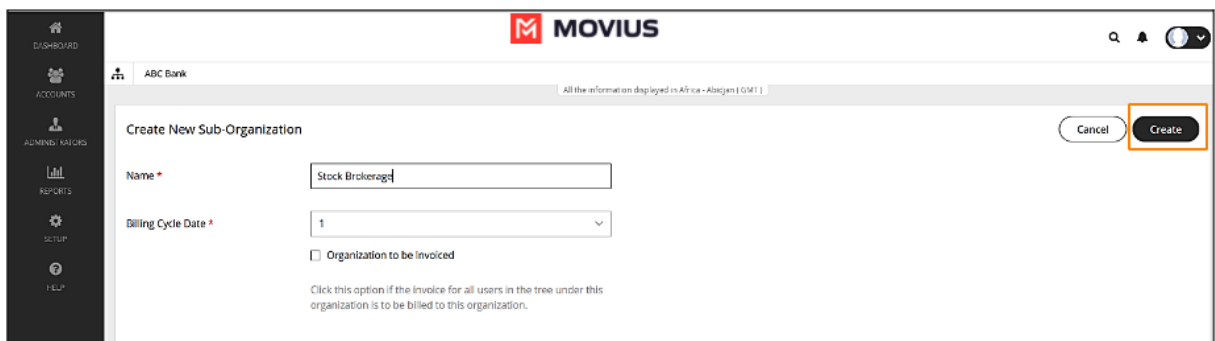 MOVIUS
DASHBOARD
ACCOUNTS
ADMINISTRATORS
REPORTS
SETUP
HELP
ABC Bank
All the information displayed in Africa - Abidjan ( GMT )
Create New Sub-Organization
Cancel
Create
Name *
Stock Brokerage
Billing Cycle Date *
1
Organization to be invoiced
Click this option if the invoice for all users in the tree under this
organization is to be billed to this organization.